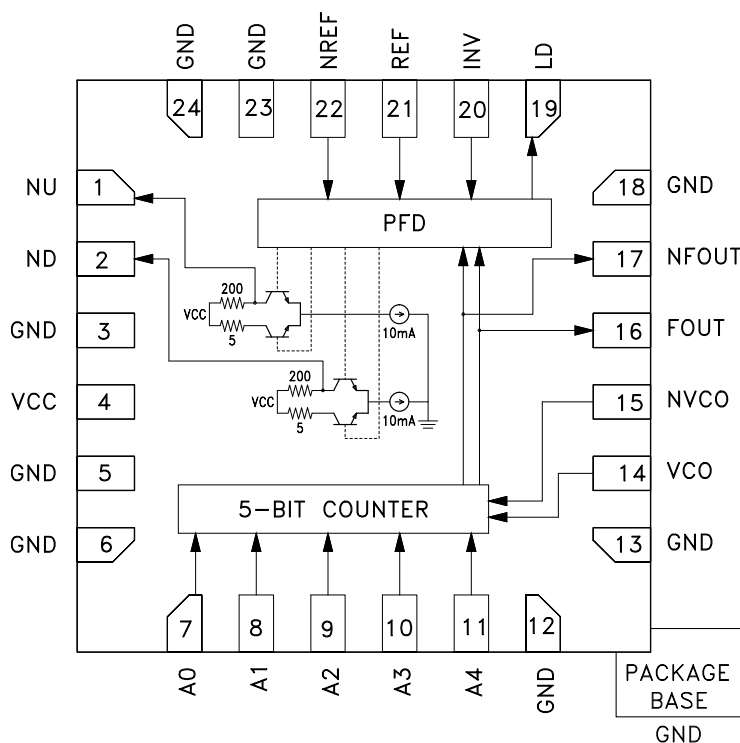 GND
GND
NREF
REF
INV
LD
24
23
22
21
20
19
NU
1
18
GND
PFD
ND
2
17
NFOUT
200
VCC
5
10mA
GND
3
16
FOUT
200
VCC
5
10mA
VCC
4
15
NVCO
GND
5
14
VCO
5-BIT COUNTER
GND
6
13
GND
7
8
9
10
11
12
A0
A1
A2
A3
A4
GND
PACKAGE
BASE
GND